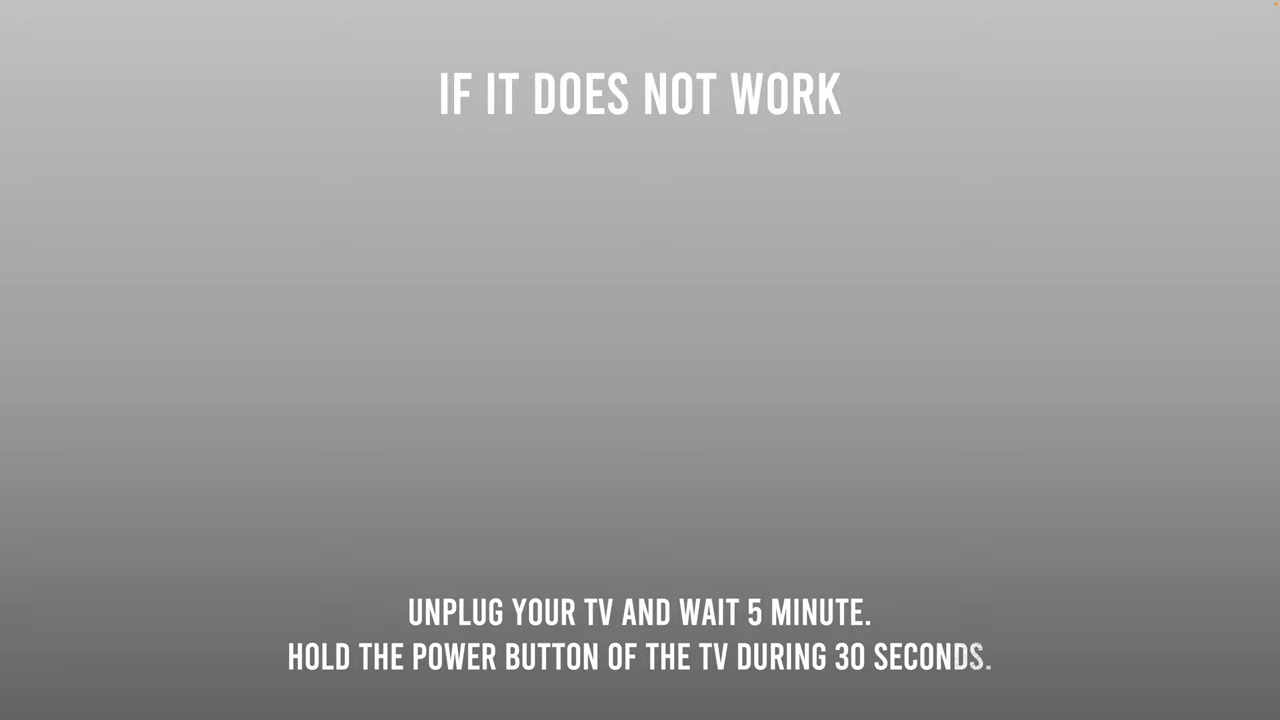 IF IT DOES NOT WORK
UNPLUG YOUR TV AND WAIT 5 MINUTE.
HOLD THE POWER BUTTON OF THE TV DURING 30 SECONDS.